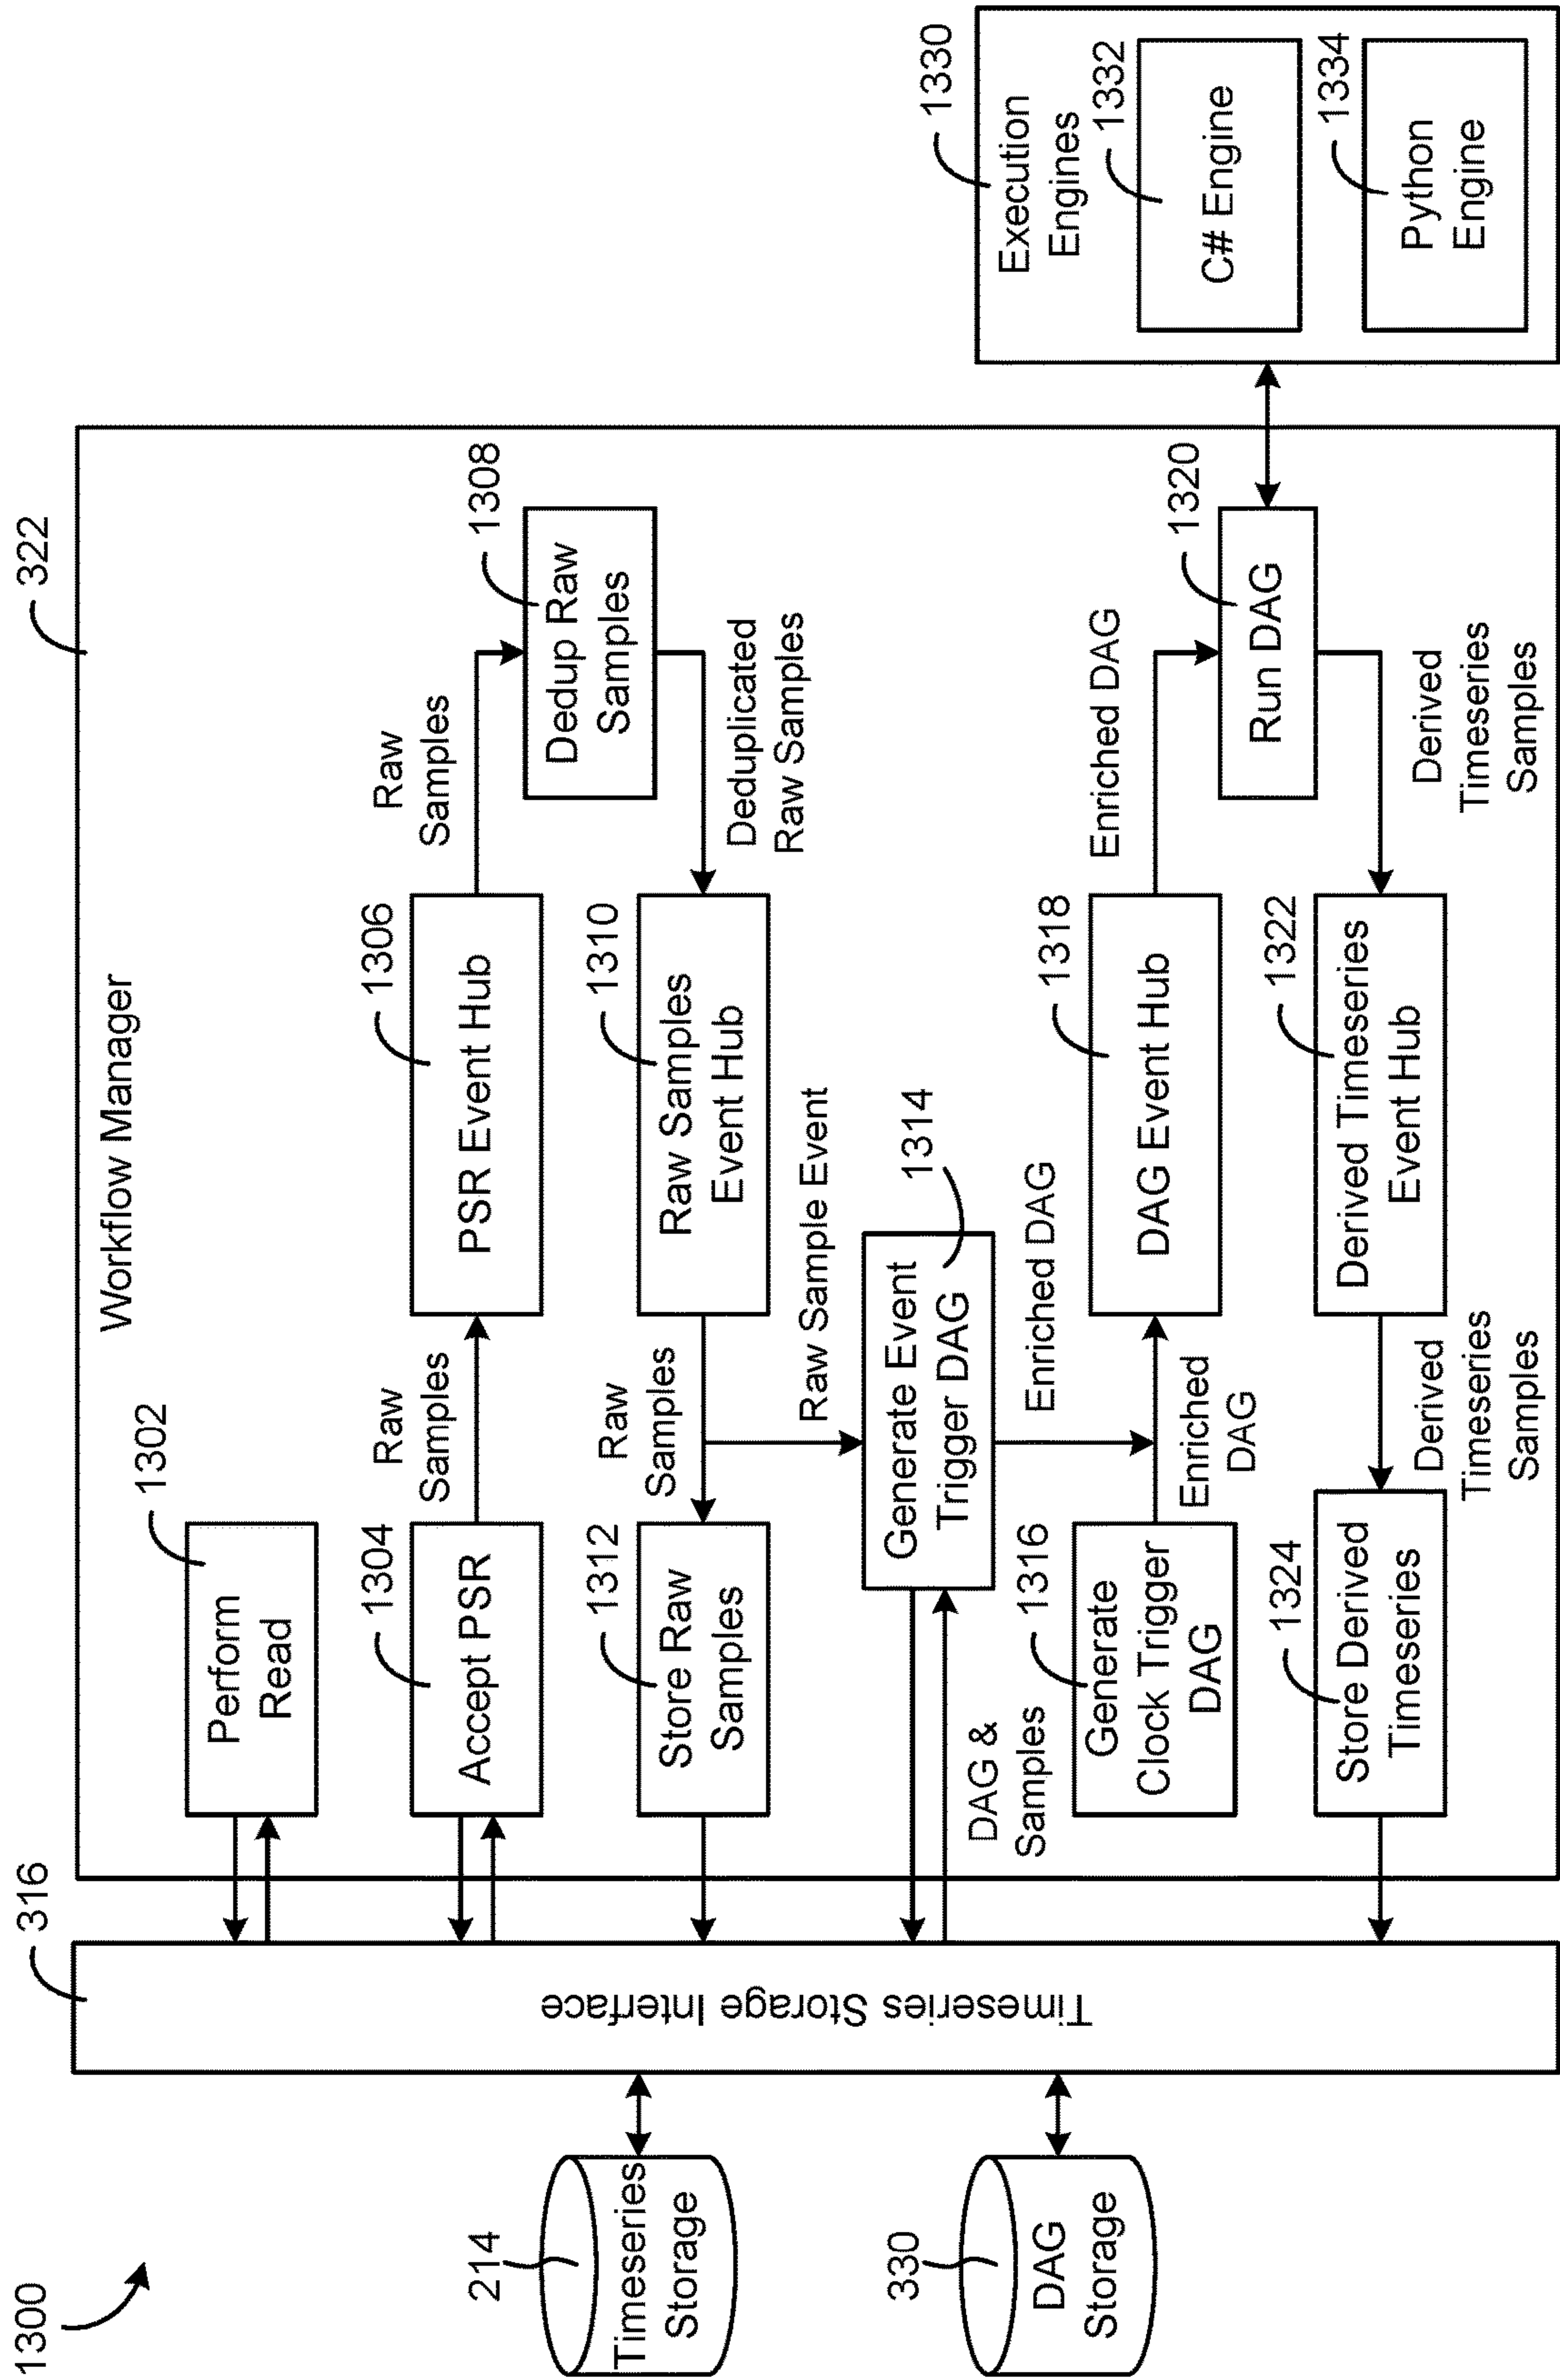 1300
316
322
Workflow Manager
Timeseries Storage Interface
214
Timeseries
Storage
330
DAG
Storage
Perform
Read
1302
Accept PSR
1304
Raw
Samples
PSR Event Hub
1306
Raw
Samples
Dedup Raw
Samples
1308
Deduplicated
Raw Samples
Raw Samples
Event Hub
1310
Raw
Samples
Store Raw
Samples
1312
Raw Sample Event
Generate Event
Trigger DAG
1314
DAG &
Samples
Enriched DAG
Generate
Clock Trigger
DAG
1316
Enriched
DAG
DAG Event Hub
1318
Enriched DAG
Run DAG
1320
Derived
Timeseries
Samples
Derived Timeseries
Event Hub
1322
Derived
Timeseries
Samples
Store Derived
Timeseries
1324
Execution
Engines
1330
C# Engine
1332
Python
Engine
1334